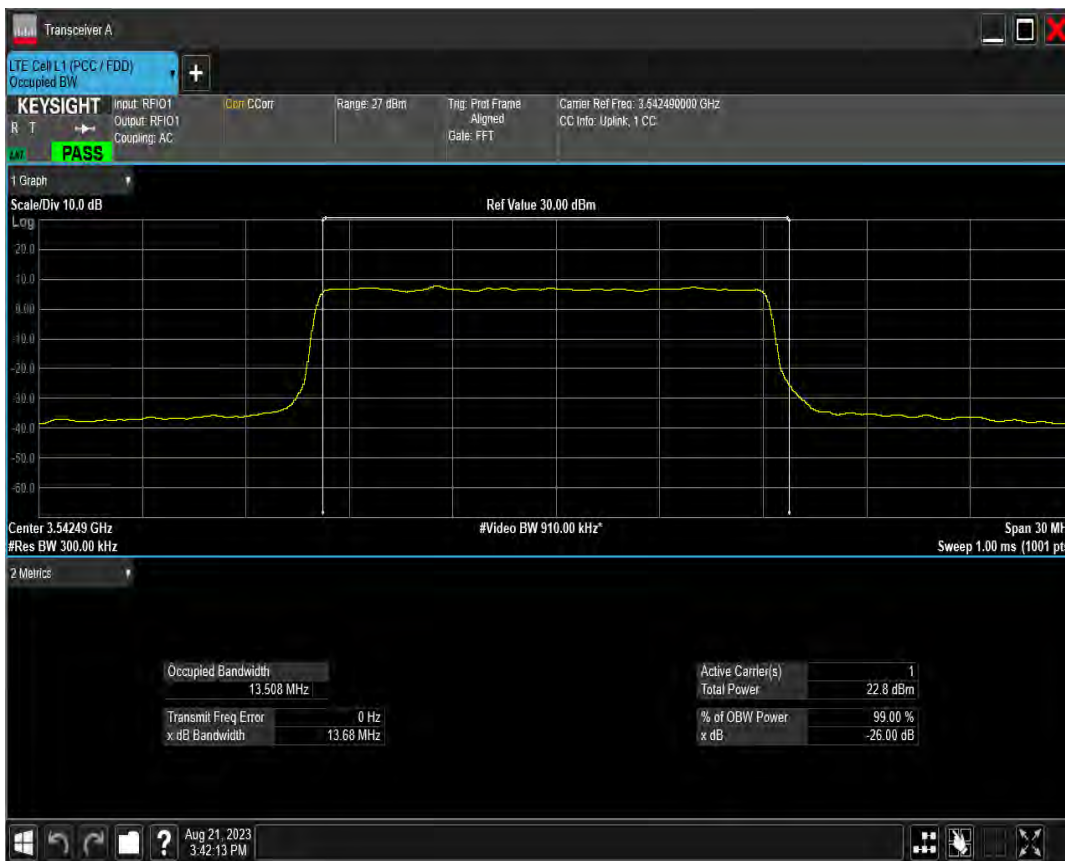 Transceiver A
LTE Cell L1 (PCC / FDD)
Occupied BW
+
KEYSIGHT
R T
PASS
Input: RFIO1
Output: RFIO1
Coupling: AC
Corr CCorr
Range: 27 dBm
Trig: Prot Frame
Aligned
Gate: FFT
Carrier Ref Freq: 3.542490000 GHz
CC Info: Uplink, 1 CC
1 Graph
Scale/Div 10.0 dB
Ref Value 30.00 dBm
Log
20.0
10.0
0.00
-10.0
-20.0
-30.0
-40.0
-50.0
-60.0
Center 3.54249 GHz
#Video BW 910.00 kHz*
Span 30 MH
#Res BW 300.00 kHz
Sweep 1.00 ms (1001 pts
2 Metrics
Occupied Bandwidth
13.508 MHz
Transmit Freq Error 0 Hz
x dB Bandwidth 13.68 MHz
Active Carrier(s) 1
Total Power 22.8 dBm
% of OBW Power 99.00 %
x dB -26.00 dB
?
Aug 21, 2023
3:42:13 PM